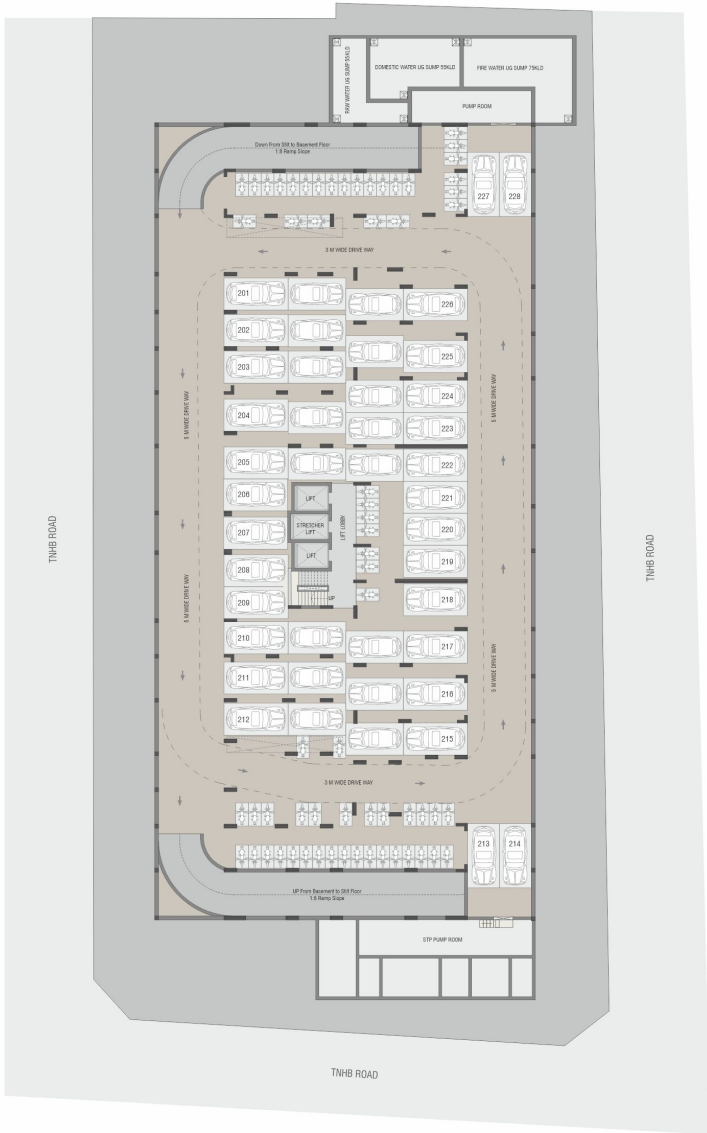 RAW WATER UG SUMP 55KLD
DOMESTIC WATER UG SUMP 55KLD
FIRE WATER UG SUMP 75KLD
PUMP ROOM
Down From Stilt to Basement Floor
1:8 Ramp Slope
227
228
3 M WIDE DRIVE WAY
201
226
202
203
225
5 M WIDE DRIVE WAY
5 M WIDE DRIVE WAY
204
224
223
205
222
206
LIFT
221
TNHB ROAD
207
STRETCHER
LIFT
LIFT LOBBY
220
TNHB ROAD
208
LIFT
219
209
UP
218
5 M WIDE DRIVE WAY
5 M WIDE DRIVE WAY
210
217
211
216
212
215
3 M WIDE DRIVE WAY
213
214
UP From Basement to Stilt Floor
1:8 Ramp Slope
STP PUMP ROOM
TNHB ROAD